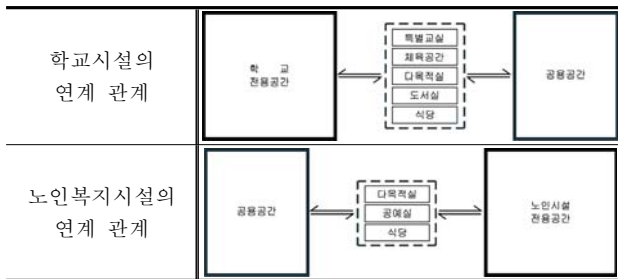 학교시설의
연계 관계
학 교
전용공간
특별교실
체육공간
다목적실
도서실
식당
공용공간
노인복지시설의
연계 관계
공용공간
다목적실
공예실
식당
노인시설
전용공간